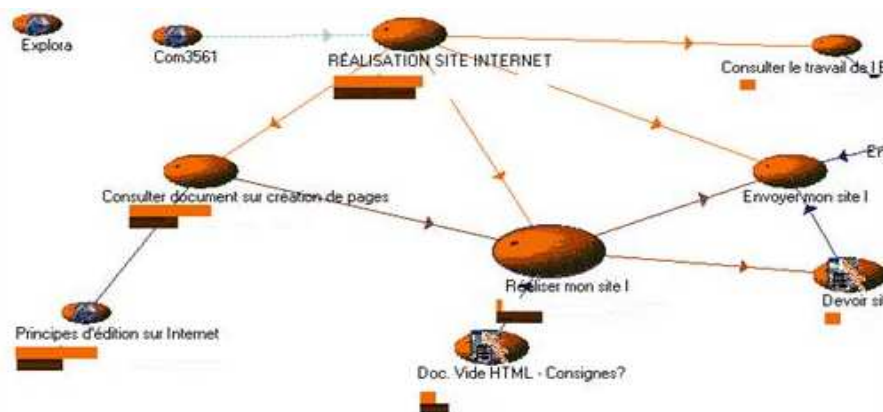 Explora
Com3561
RÉALISATION SITE INTERNET
Consulter le travail de l
Consulter document sur création de pages
Envoyer mon site I
Réaliser mon site I
Devoir
Principes d'édition sur Internet
Doc. Vide HTML - Consignes?